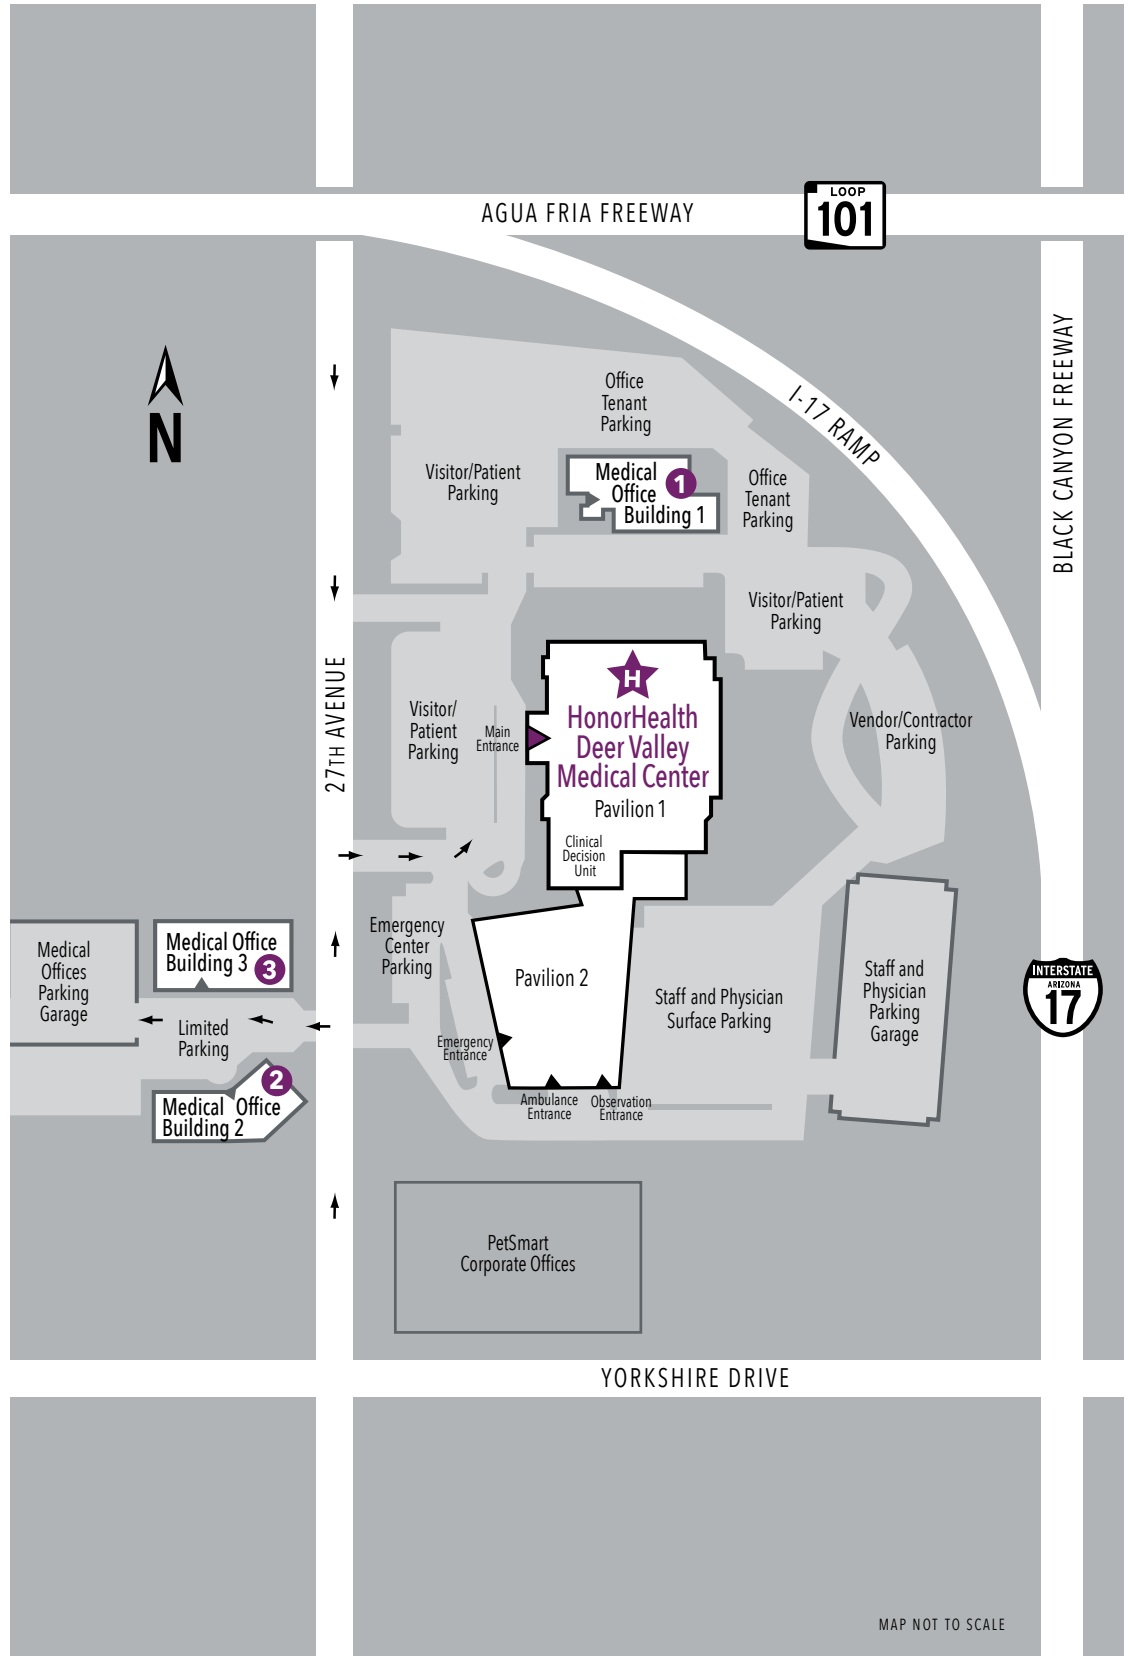 AGUA FRIA FREEWAY
LOOP
101
BLACK CANYON FREEWAY
I-17 RAMP
N
Office
Tenant
Parking
Visitor/Patient
Parking
Medical
Office
Building 1
1
Office
Tenant
Parking
Visitor/Patient
Parking
27TH AVENUE
H
HonorHealth
Deer Valley
Medical Center
Pavilion 1
Visitor/
Patient
Parking
Main
Entrance
Vendor/Contractor
Parking
Clinical
Decision
Unit
Medical
Offices
Parking
Garage
Medical Office
Building 3
3
Emergency
Center
Parking
Pavilion 2
Staff and Physician
Surface Parking
Staff and
Physician
Parking
Garage
INTERSTATE
ARIZONA
17
Limited
Parking
Emergency
Entrance
2
Medical Office
Building 2
Ambulance
Entrance
Observation
Entrance
PetSmart
Corporate Offices
YORKSHIRE DRIVE
MAP NOT TO SCALE